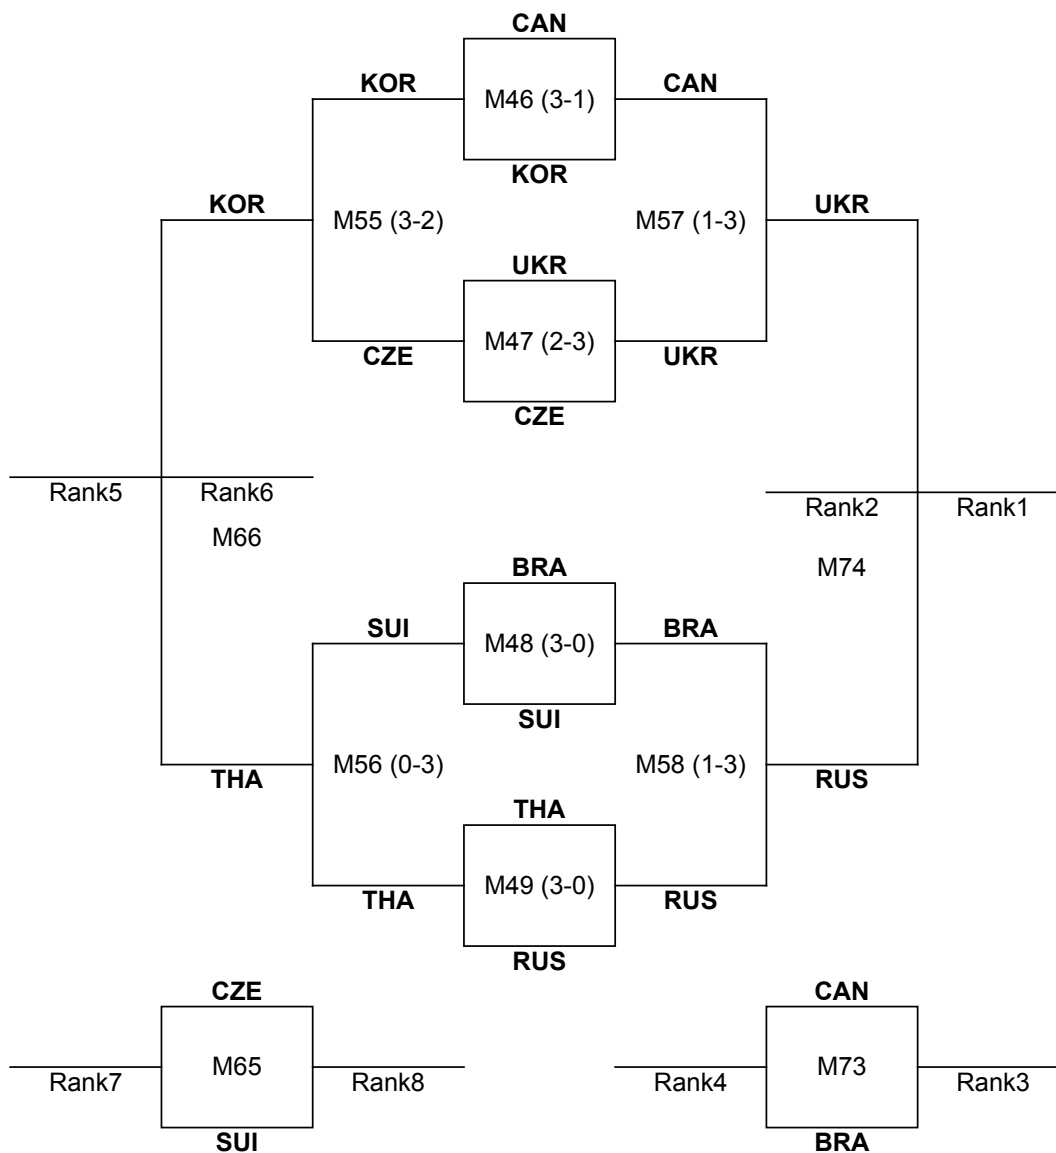 CAN
KOR M46 (3-1) CAN
KOR
KOR M55 (3-2) M57 (1-3) UKR
UKR
CZE M47 (2-3) UKR
CZE
Rank5 Rank6 Rank2 Rank1
M66
M74
BRA
SUI M48 (3-0) BRA
SUI
THA M56 (0-3) M58 (1-3) RUS
THA
THA M49 (3-0) RUS
RUS
CZE CAN
Rank7 M65 Rank8 Rank4 M73 Rank3
SUI BRA